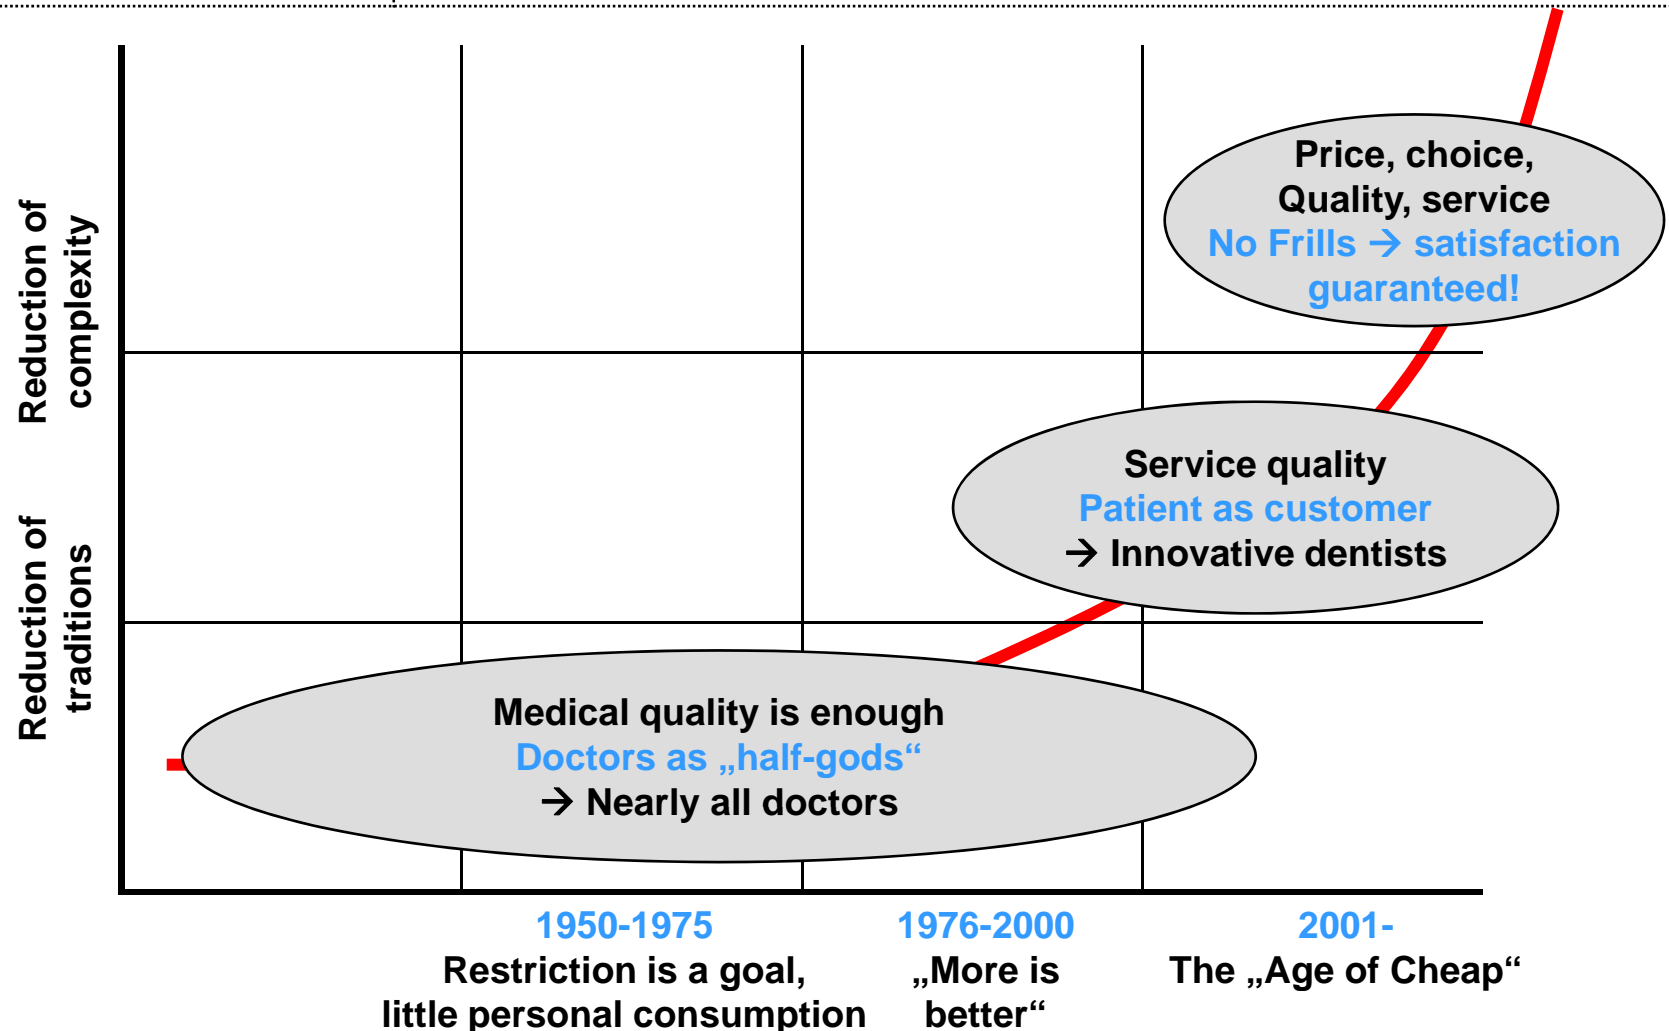 Price, choice,
Quality, service
No Frills → satisfaction
guaranteed!
Reduction of
complexity
Service quality
Patient as customer
→ Innovative dentists
Reduction of
traditions
Medical quality is enough
Doctors as „half-gods“
→ Nearly all doctors
1950-1975
Restriction is a goal,
little personal consumption
1976-2000
„More is
better“
2001-
The „Age of Cheap“